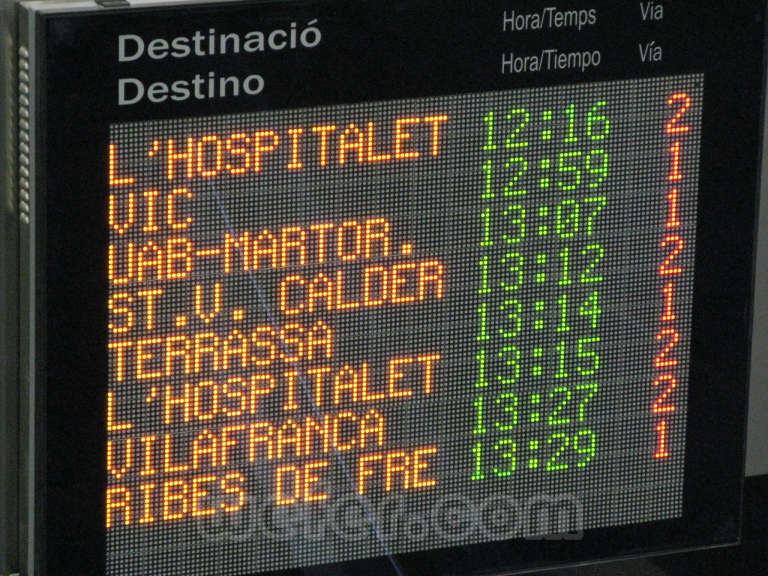 Destinació Hora/Temps Via
Destino Hora/Tiempo Vía
L'HOSPITALET 12:16 2
VIC 12:59 1
UAB-MARTOR. 13:07 1
ST.V. CALDER 13:12 2
TERRASSA 13:14 1
L'HOSPITALET 13:15 2
VILAFRANCA 13:27 2
RIBES DE FRE 13:29 1